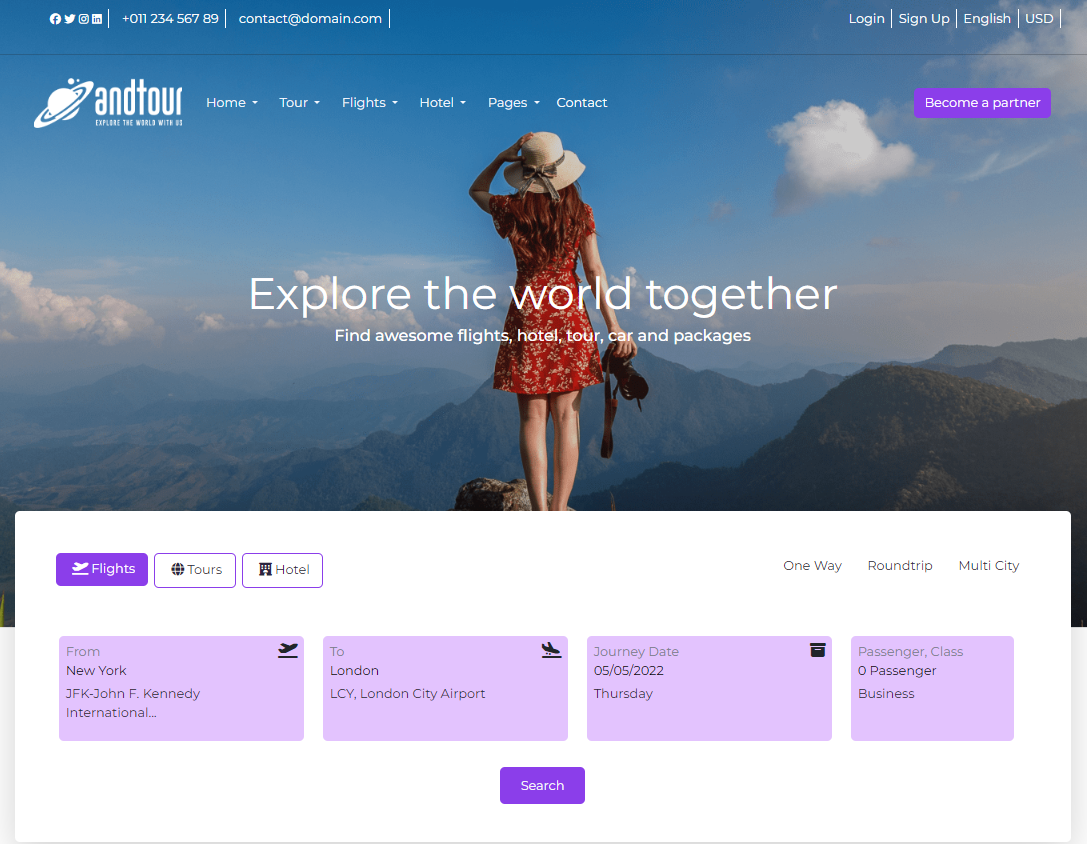 +011 234 567 89 contact@domain.com Login Sign Up English USD
andtour
EXPLORE THE WORLD WITH US
Home Tour Flights Hotel Pages Contact Become a partner
Explore the world together
Find awesome flights, hotel, tour, car and packages
Flights Tours Hotel One Way Roundtrip Multi City
From
New York
JFK-John F. Kennedy
International...
To
London
LCY, London City Airport
Journey Date
05/05/2022
Thursday
Passenger, Class
0 Passenger
Business
Search